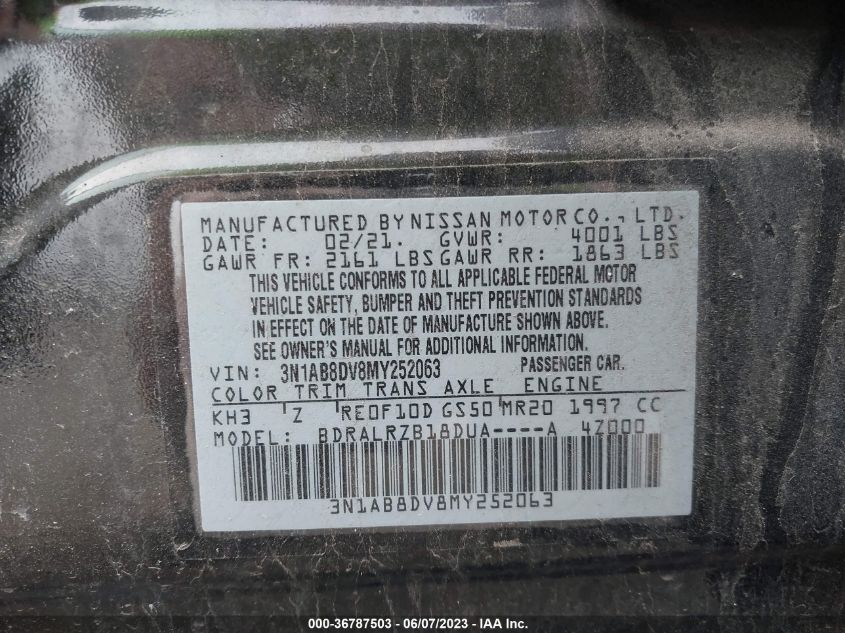 MANUFACTURED BY NISSAN MOTOR CO., LTD.
DATE: 02/21. GVWR: 4001 LBS
GAWR FR: 2161 LBS GAWR RR: 1863 LBS
THIS VEHICLE CONFORMS TO ALL APPLICABLE FEDERAL MOTOR
VEHICLE SAFETY, BUMPER AND THEFT PREVENTION STANDARDS
IN EFFECT ON THE DATE OF MANUFACTURE SHOWN ABOVE.
SEE OWNER'S MANUAL FOR ADDITIONAL INFORMATION.
VIN: 3N1AB8DV8MY252063 PASSENGER CAR.
COLOR TRIM TRANS AXLE ENGINE
KH3 Z RE0F10D GS50 MR20 1997 CC
MODEL: BDRALRZB18DUA----A 4Z000
3N1AB8DV8MY252063
000-36787503 - 06/07/2023 - IAA Inc.